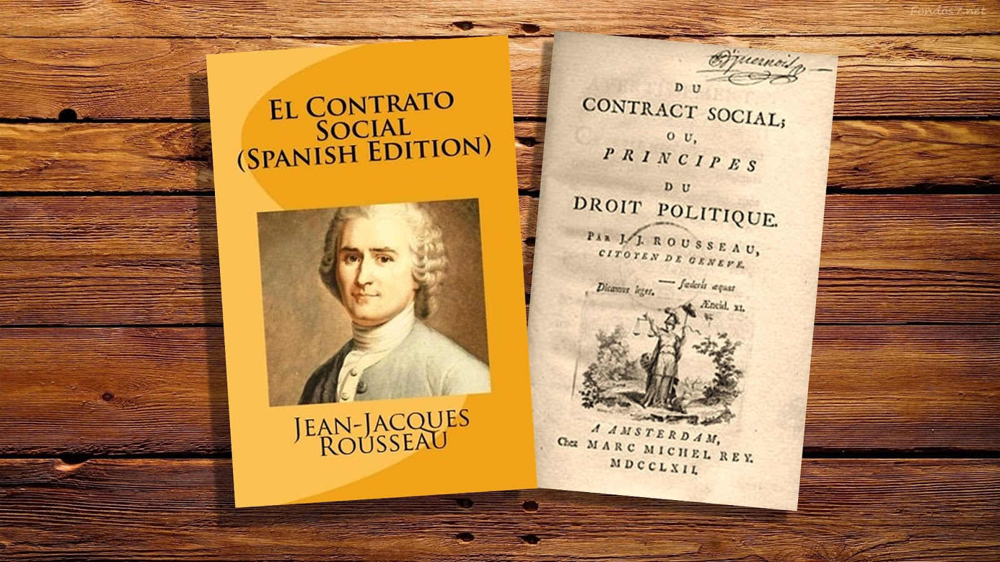 Fondos7.net
El Contrato
Social
(Spanish Edition)
Jean-Jacques
Rousseau
DU
CONTRACT SOCIAL;
OU,
PRINCIPES
DU
DROIT POLITIQUE.
PAR J. J. ROUSSEAU,
CITOYEN DE GENEVE.
— fœderis æquas
Dicamus leges.
Æneid. XI.
A AMSTERDAM,
Chez MARC MICHEL REY.
MDCCLXII.